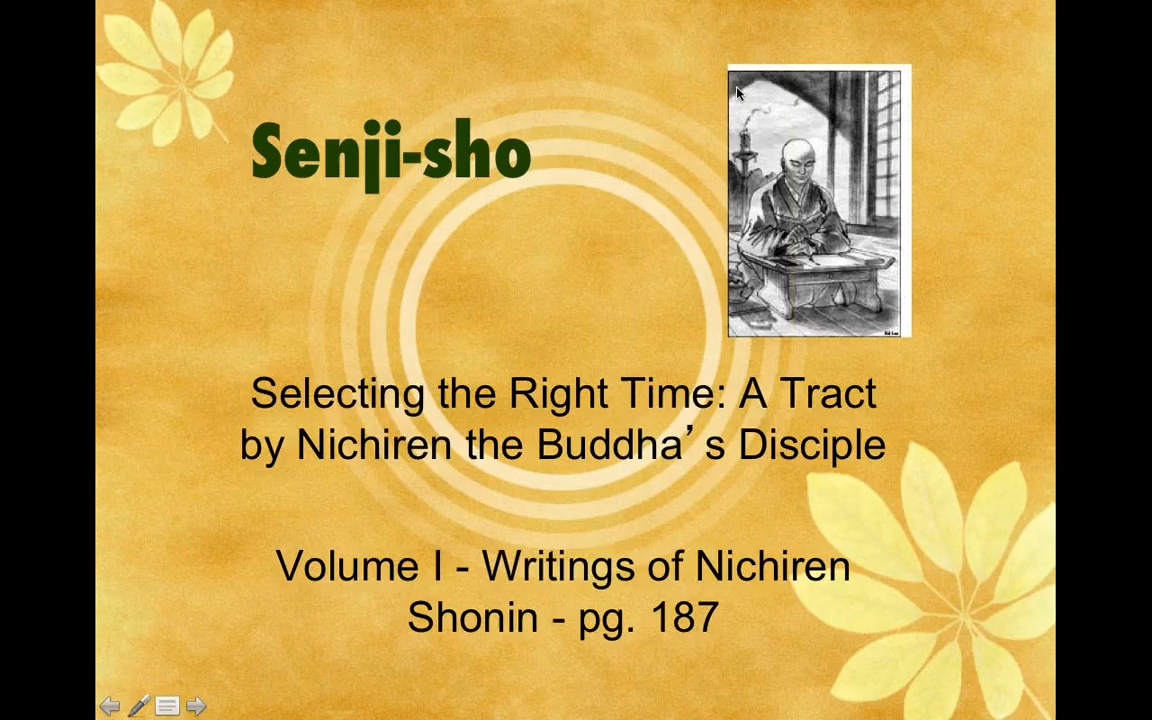 Senji-sho
Selecting the Right Time: A Tract
by Nichiren the Buddha’s Disciple
Volume I - Writings of Nichiren
Shonin - pg. 187